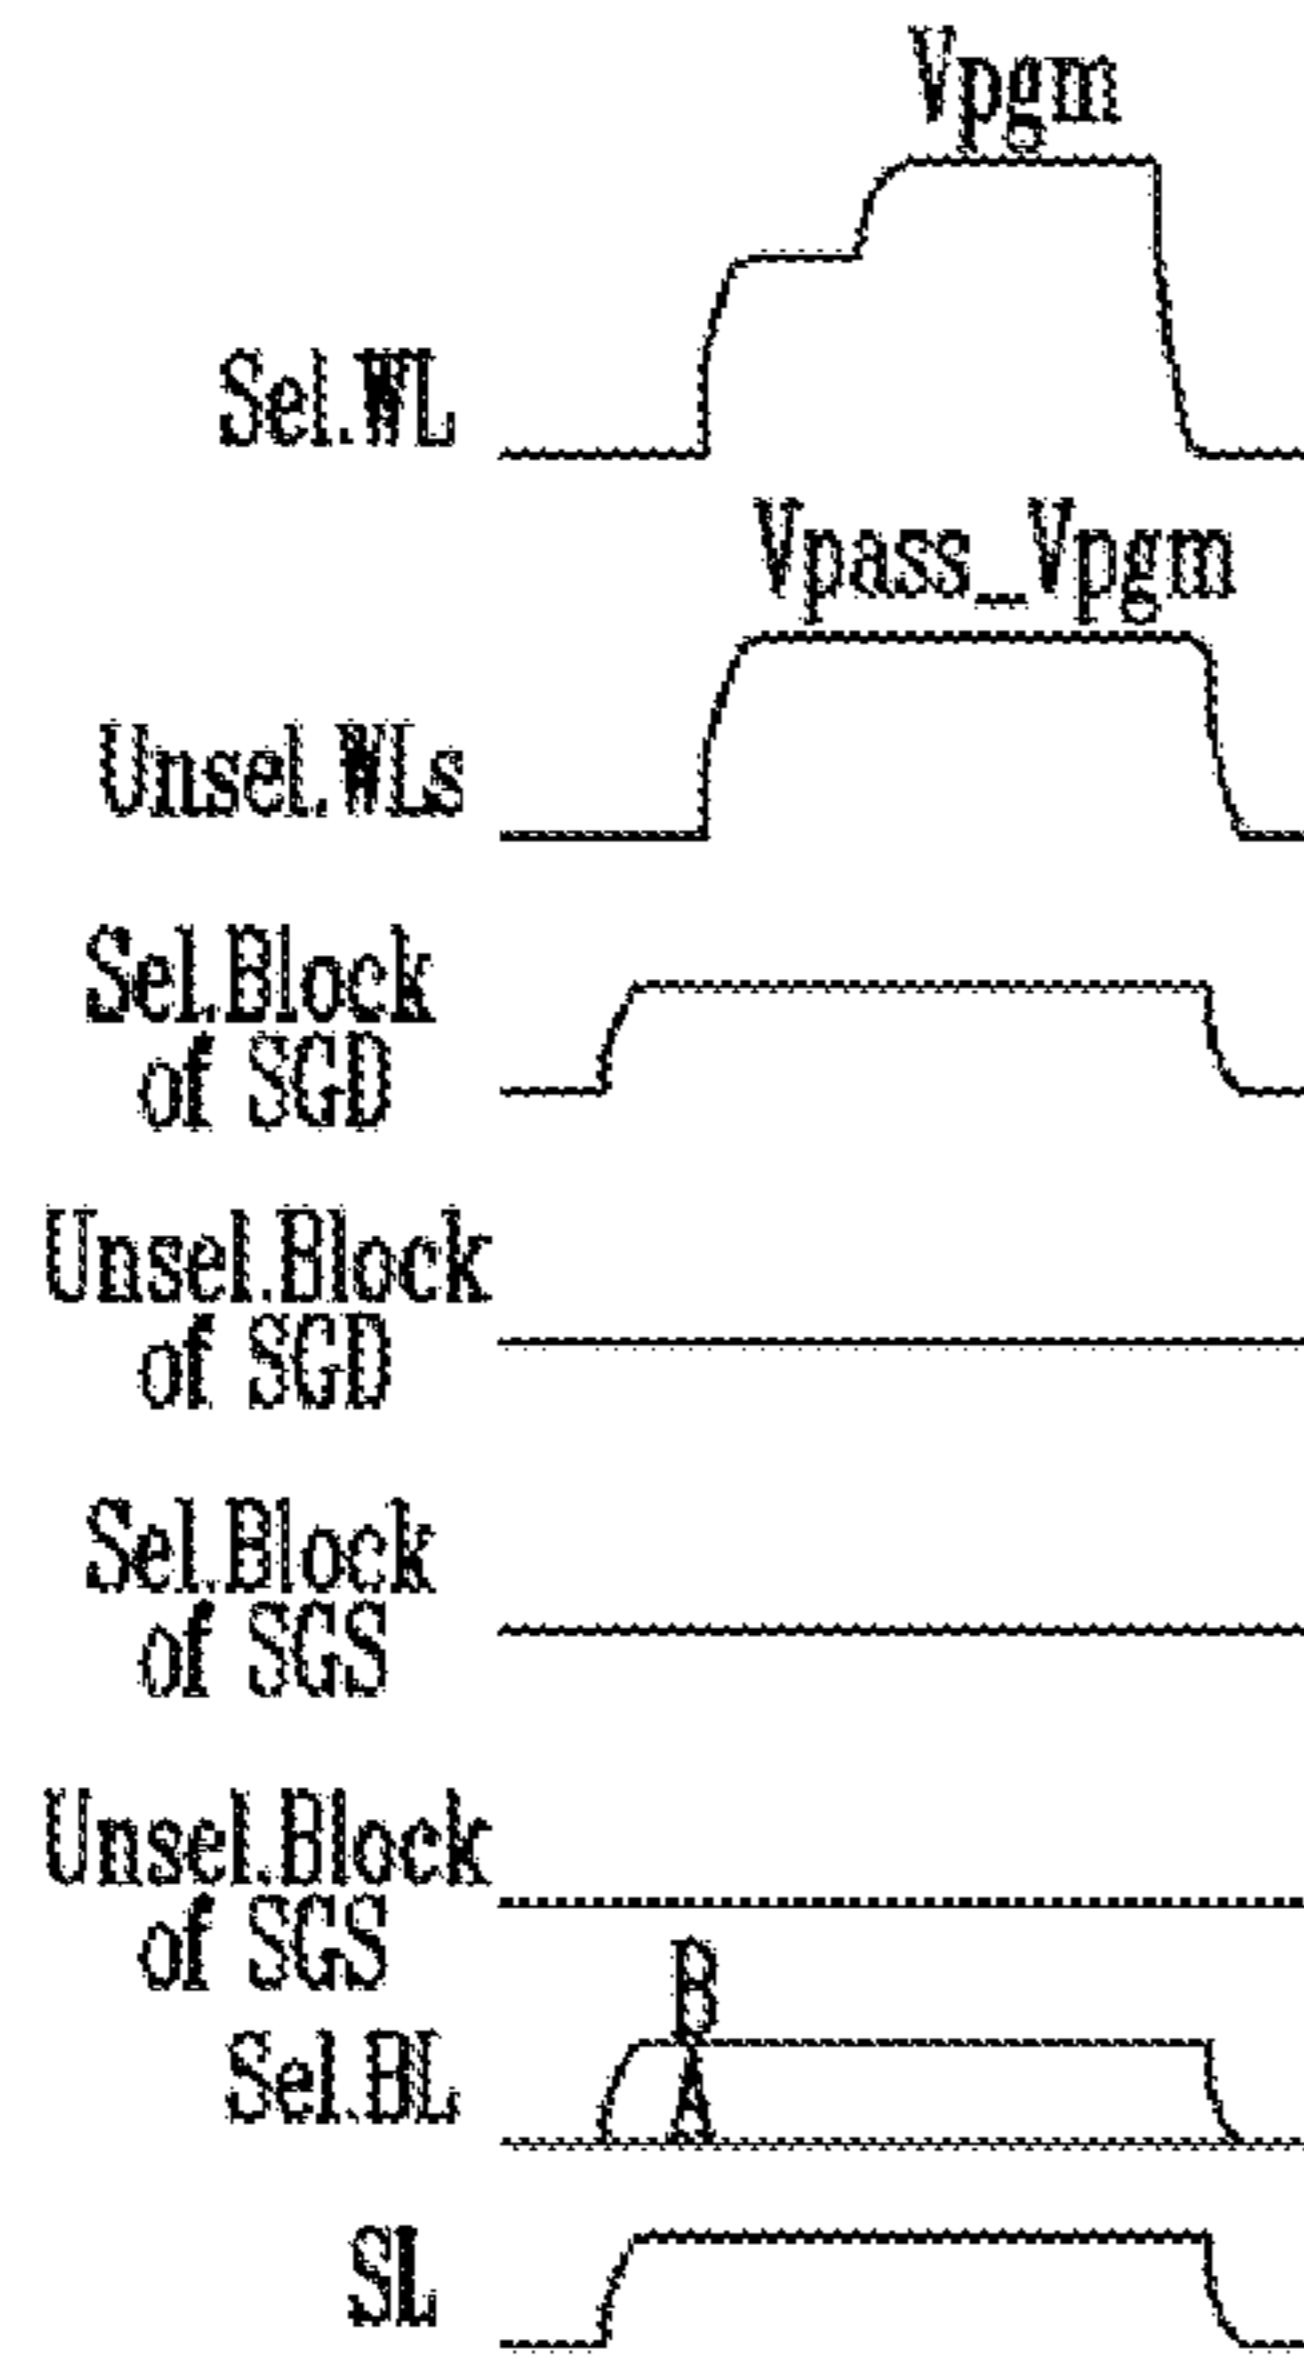 Vpgm
Sel.WL
Vpass_Vpgm
Unsel.WLs
Sel.Block
of SGD
Unsel.Block
of SGD
Sel.Block
of SGS
Unsel.Block
of SGS
B
Sel.BL
A
SL